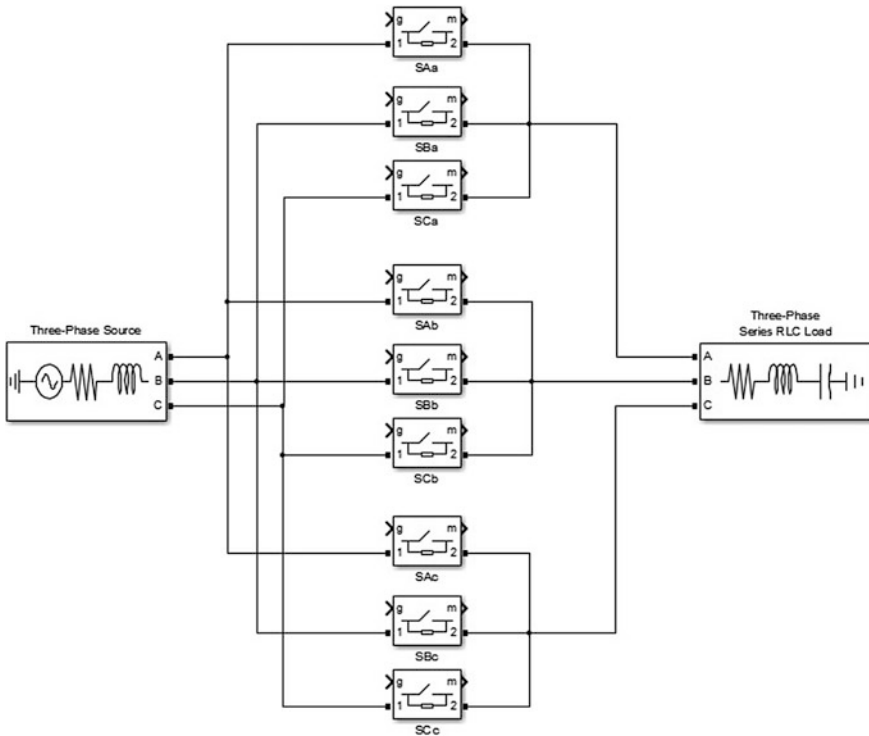 g m
1 2
SAa
g m
1 2
SBa
g m
1 2
SCa
g m
1 2
SAb
Three-Phase Source
A
B
C
g m
1 2
SBb
g m
1 2
SCb
Three-Phase
Series RLC Load
A
B
C
g m
1 2
SAc
g m
1 2
SBc
g m
1 2
SCc